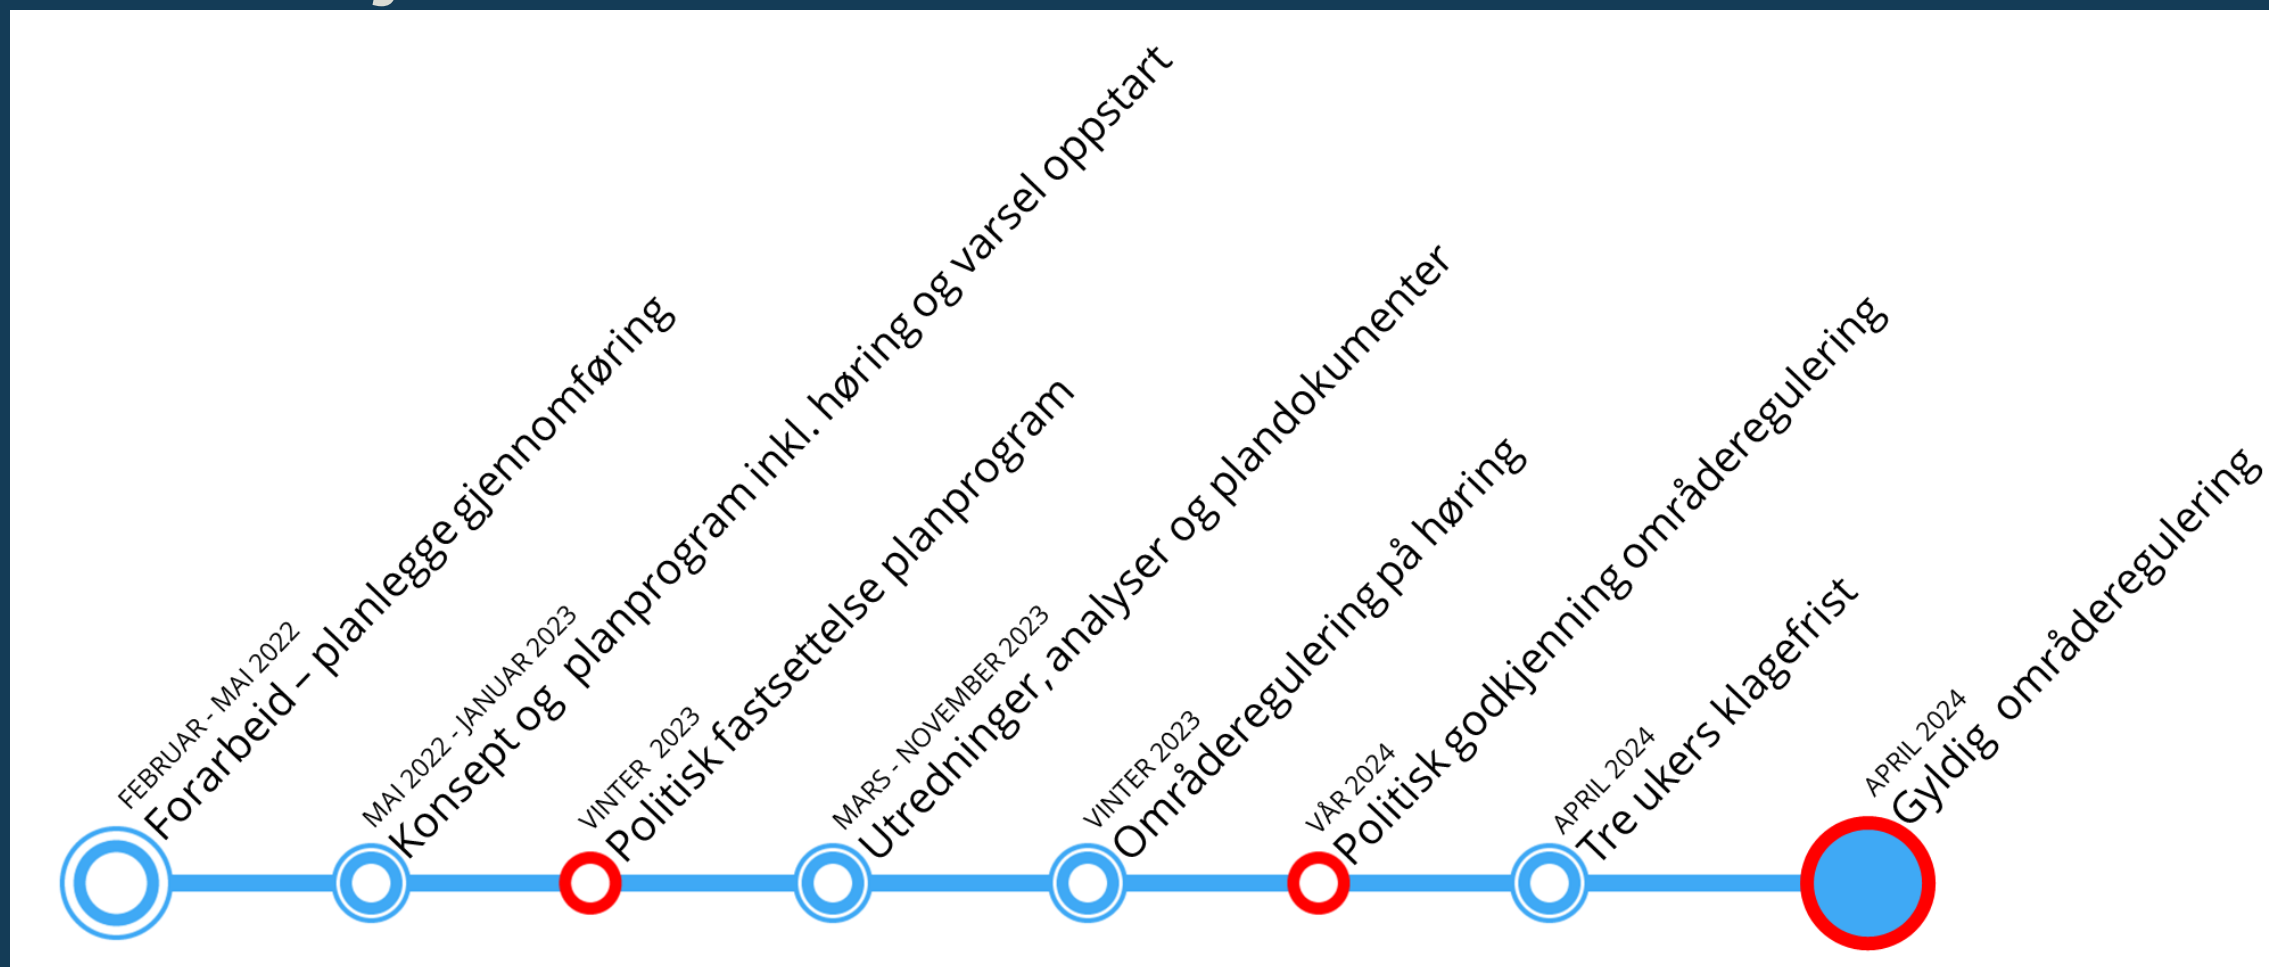 FEBRUAR - MAI 2022
Forarbeid – planlegge gjennomføring
MAI 2022 - JANUAR 2023
Konsept og planprogram inkl. høring og varsel oppstart
VINTER 2023
Politisk fastsettelse planprogram
MARS - NOVEMBER 2023
Utredninger, analyser og plandokumenter
VINTER 2023
Områderegulering på høring
VÅR 2024
Politisk godkjenning områderegulering
APRIL 2024
Tre ukers klagefrist
APRIL 2024
Gyldig områderegulering